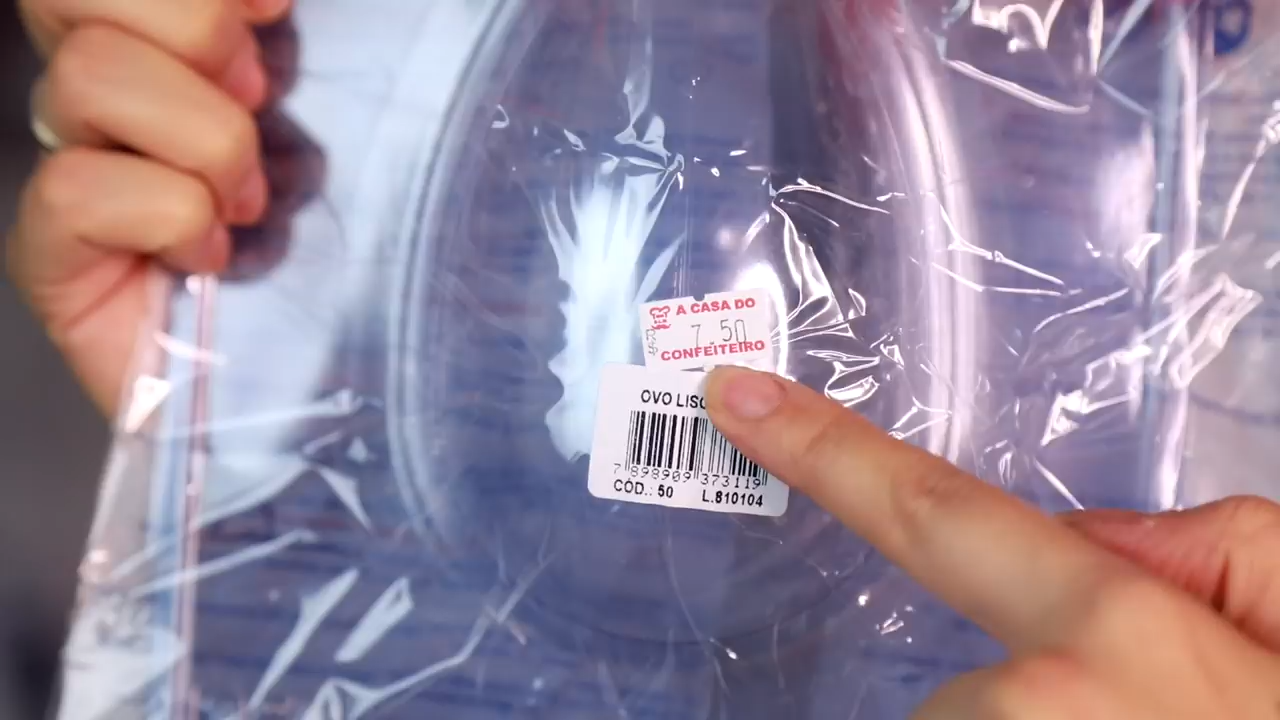 A CASA DO
R$ 7.50
CONFEITEIRO
OVO LISO
7 898909 373119
CÓD.: 50 L.810104